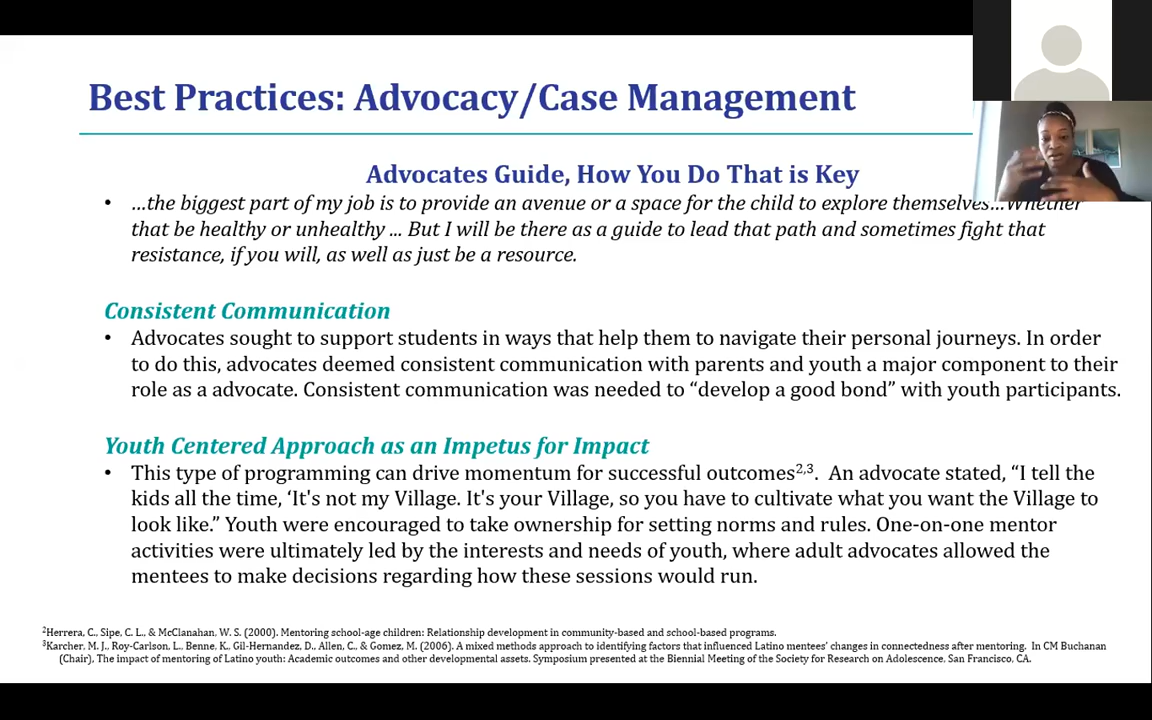 Best Practices: Advocacy/Case Management
Advocates Guide, How You Do That is Key
• ...the biggest part of my job is to provide an avenue or a space for the child to explore themselves...Whether
that be healthy or unhealthy ... But I will be there as a guide to lead that path and sometimes fight that
resistance, if you will, as well as just be a resource.
Consistent Communication
• Advocates sought to support students in ways that help them to navigate their personal journeys. In order
to do this, advocates deemed consistent communication with parents and youth a major component to their
role as a advocate. Consistent communication was needed to “develop a good bond” with youth participants.
Youth Centered Approach as an Impetus for Impact
• This type of programming can drive momentum for successful outcomes2,3. An advocate stated, “I tell the
kids all the time, ‘It's not my Village. It's your Village, so you have to cultivate what you want the Village to
look like.” Youth were encouraged to take ownership for setting norms and rules. One-on-one mentor
activities were ultimately led by the interests and needs of youth, where adult advocates allowed the
mentees to make decisions regarding how these sessions would run.
2Herrera, C., Sipe, C. L., & McClanahan, W. S. (2000). Mentoring school-age children: Relationship development in community-based and school-based programs.
3Karcher. M. J., Roy-Carlson, L., Benne, K., Gil-Hernandez, D., Allen, C., & Gomez, M. (2006). A mixed methods approach to identifying factors that influenced Latino mentees’ changes in connectedness after mentoring. In CM Buchanan
(Chair), The impact of mentoring of Latino youth: Academic outcomes and other developmental assets. Symposium presented at the Biennial Meeting of the Society for Research on Adolescence, San Francisco, CA.